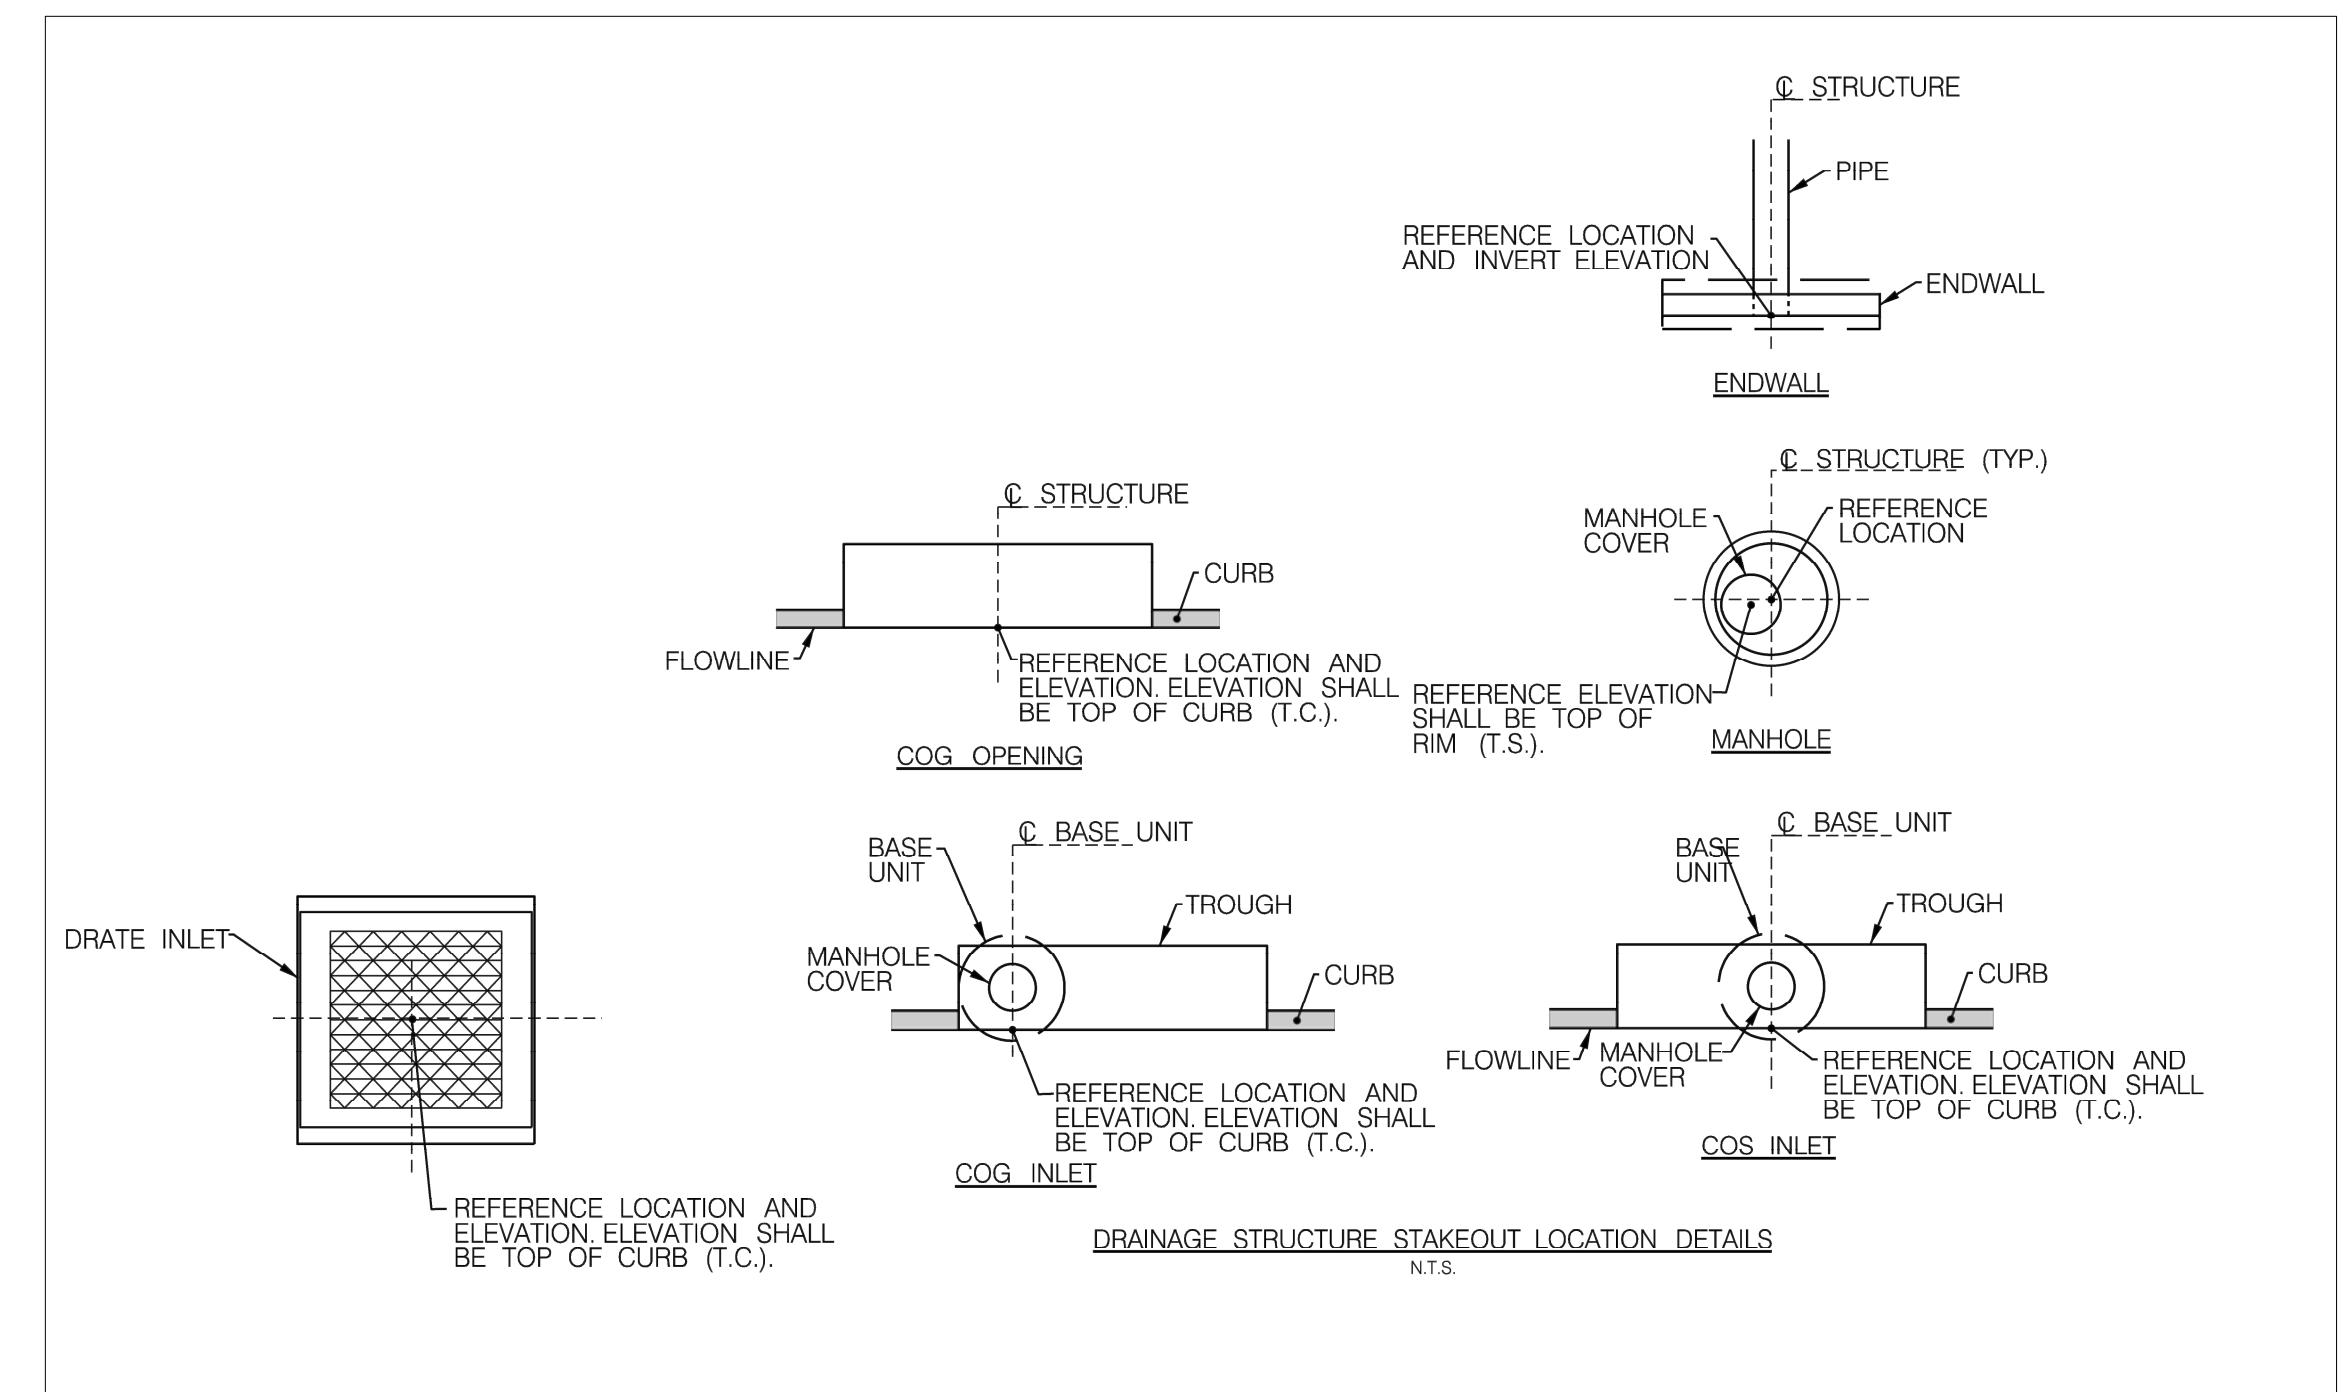 ℄ STRUCTURE
PIPE
REFERENCE LOCATION
AND INVERT ELEVATION
ENDWALL
ENDWALL
℄ STRUCTURE
CURB
FLOWLINE
REFERENCE LOCATION AND
ELEVATION. ELEVATION SHALL
BE TOP OF CURB (T.C.).
COG OPENING
℄ STRUCTURE (TYP.)
MANHOLE
COVER
REFERENCE
LOCATION
REFERENCE ELEVATION
SHALL BE TOP OF
RIM (T.S.).
MANHOLE
DRATE INLET
REFERENCE LOCATION AND
ELEVATION. ELEVATION SHALL
BE TOP OF CURB (T.C.).
℄ BASE UNIT
BASE
UNIT
TROUGH
MANHOLE
COVER
CURB
REFERENCE LOCATION AND
ELEVATION. ELEVATION SHALL
BE TOP OF CURB (T.C.).
COG INLET
℄ BASE UNIT
BASE
UNIT
TROUGH
CURB
FLOWLINE
MANHOLE
COVER
REFERENCE LOCATION AND
ELEVATION. ELEVATION SHALL
BE TOP OF CURB (T.C.).
COS INLET
DRAINAGE STRUCTURE STAKEOUT LOCATION DETAILS
N.T.S.